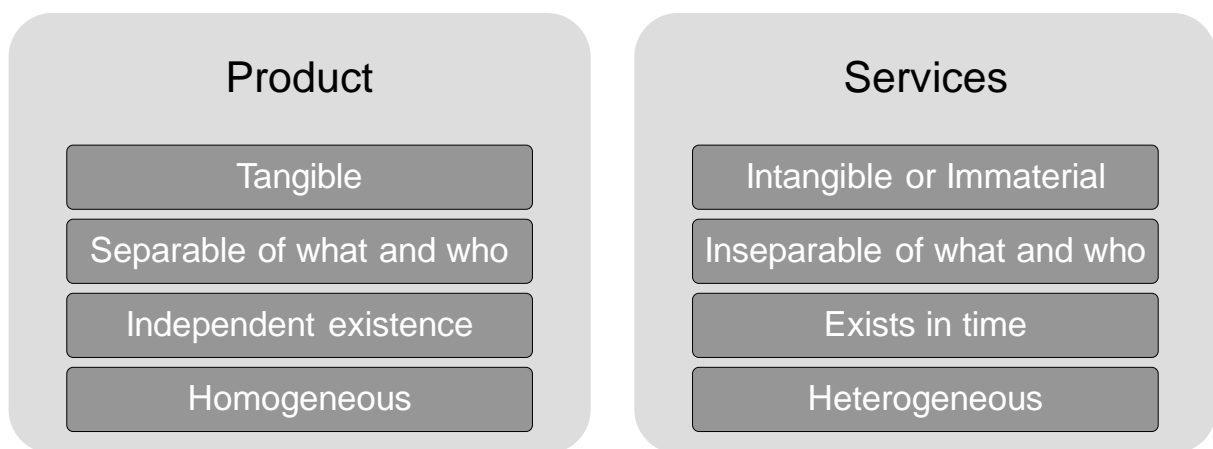 Product
Tangible
Separable of what and who
Independent existence
Homogeneous
Services
Intangible or Immaterial
Inseparable of what and who
Exists in time
Heterogeneous